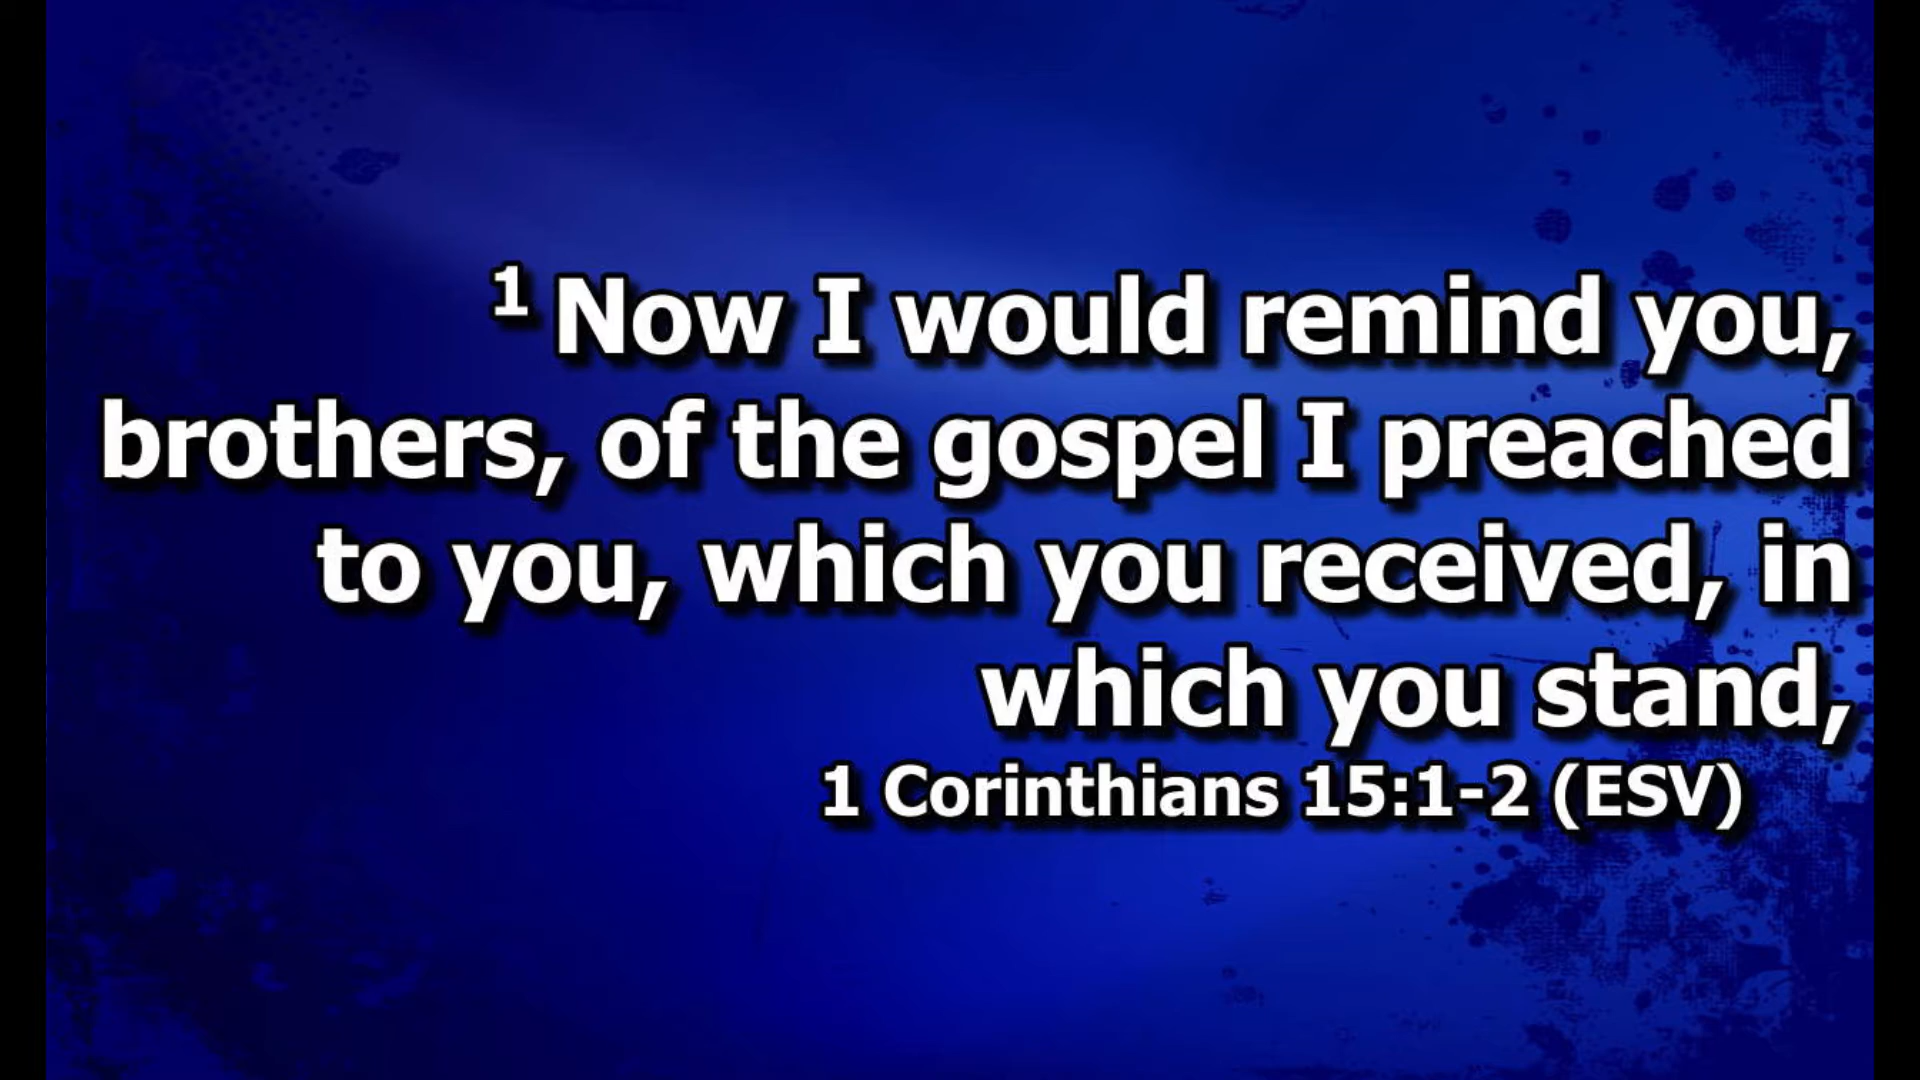 1 Now I would remind you,
brothers, of the gospel I preached
to you, which you received, in
which you stand,
1 Corinthians 15:1-2 (ESV)